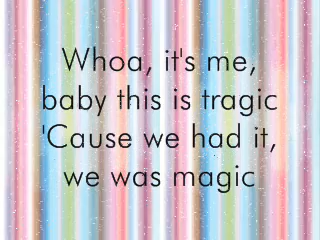 Whoa, it's me,
baby this is tragic
'Cause we had it,
we was magic